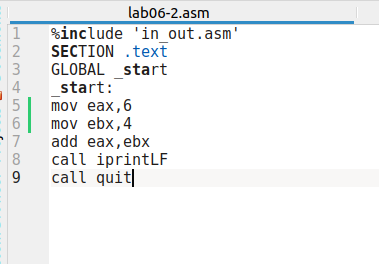 lab06-2.asm
1 %include 'in_out.asm'
2 SECTION .text
3 GLOBAL _start
4 _start:
5 mov eax,6
6 mov ebx,4
7 add eax,ebx
8 call iprintLF
9 call quit